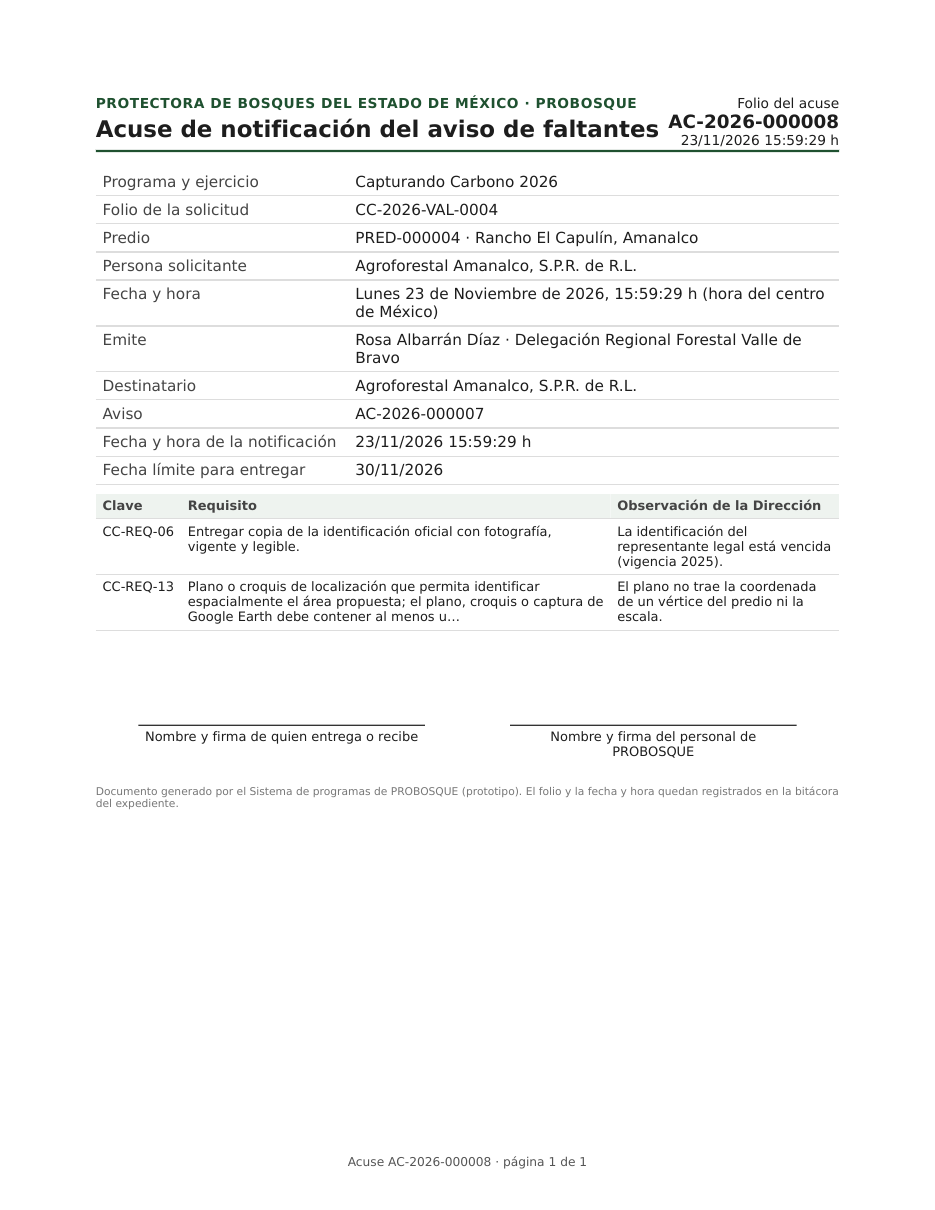 PROTECTORA DE BOSQUES DEL ESTADO DE MÉXICO · PROBOSQUE
Acuse de notificación del aviso de faltantes
Folio del acuse
AC-2026-000008
23/11/2026 15:59:29 h
Programa y ejercicio Capturando Carbono 2026
Folio de la solicitud CC-2026-VAL-0004
Predio PRED-000004 · Rancho El Capulín, Amanalco
Persona solicitante Agroforestal Amanalco, S.P.R. de R.L.
Fecha y hora Lunes 23 de Noviembre de 2026, 15:59:29 h (hora del centro
de México)
Emite Rosa Albarrán Díaz · Delegación Regional Forestal Valle de
Bravo
Destinatario Agroforestal Amanalco, S.P.R. de R.L.
Aviso AC-2026-000007
Fecha y hora de la notificación 23/11/2026 15:59:29 h
Fecha límite para entregar 30/11/2026
Clave Requisito Observación de la Dirección
CC-REQ-06 Entregar copia de la identificación oficial con fotografía, La identificación del
vigente y legible. representante legal está vencida
(vigencia 2025).
CC-REQ-13 Plano o croquis de localización que permita identificar El plano no trae la coordenada
espacialmente el área propuesta; el plano, croquis o captura de de un vértice del predio ni la
Google Earth debe contener al menos u… escala.
Nombre y firma de quien entrega o recibe Nombre y firma del personal de
PROBOSQUE
Documento generado por el Sistema de programas de PROBOSQUE (prototipo). El folio y la fecha y hora quedan registrados en la bitácora
del expediente.
Acuse AC-2026-000008 · página 1 de 1